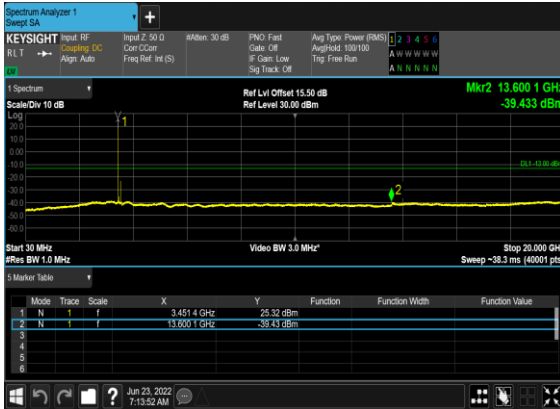 Spectrum Analyzer 1
Swept SA
+
KEYSIGHT Input: RF Input Z: 50 Ω #Atten: 30 dB PNO: Fast Avg Type: Power (RMS) 1 2 3 4 5 6
RLT Coupling: DC Corr CCorr Gate: Off Avg|Hold: 100/100 A W W W W W
Align: Auto Freq Ref: Int (S) IF Gain: Low Trig: Free Run
Sig Track: Off A N N N N N
1 Spectrum Ref Lvl Offset 15.50 dB Mkr2 13.600 1 GHz
Scale/Div 10 dB Ref Level 30.00 dBm -39.433 dBm
Log
20.0
10.0
0.00
-10.0
-20.0
-30.0
-40.0
-50.0
-60.0
1
DL1 -13.00 dBm
2
Start 30 MHz Video BW 3.0 MHz* Stop 20.000 GHz
#Res BW 1.0 MHz Sweep ~38.3 ms (40001 pts)
5 Marker Table
Mode Trace Scale X Y Function Function Width Function Value
1 N 1 f 3.451 4 GHz 25.32 dBm
2 N 1 f 13.600 1 GHz -39.43 dBm
3
4
5
6
? Jun 23, 2022
7:13:52 AM